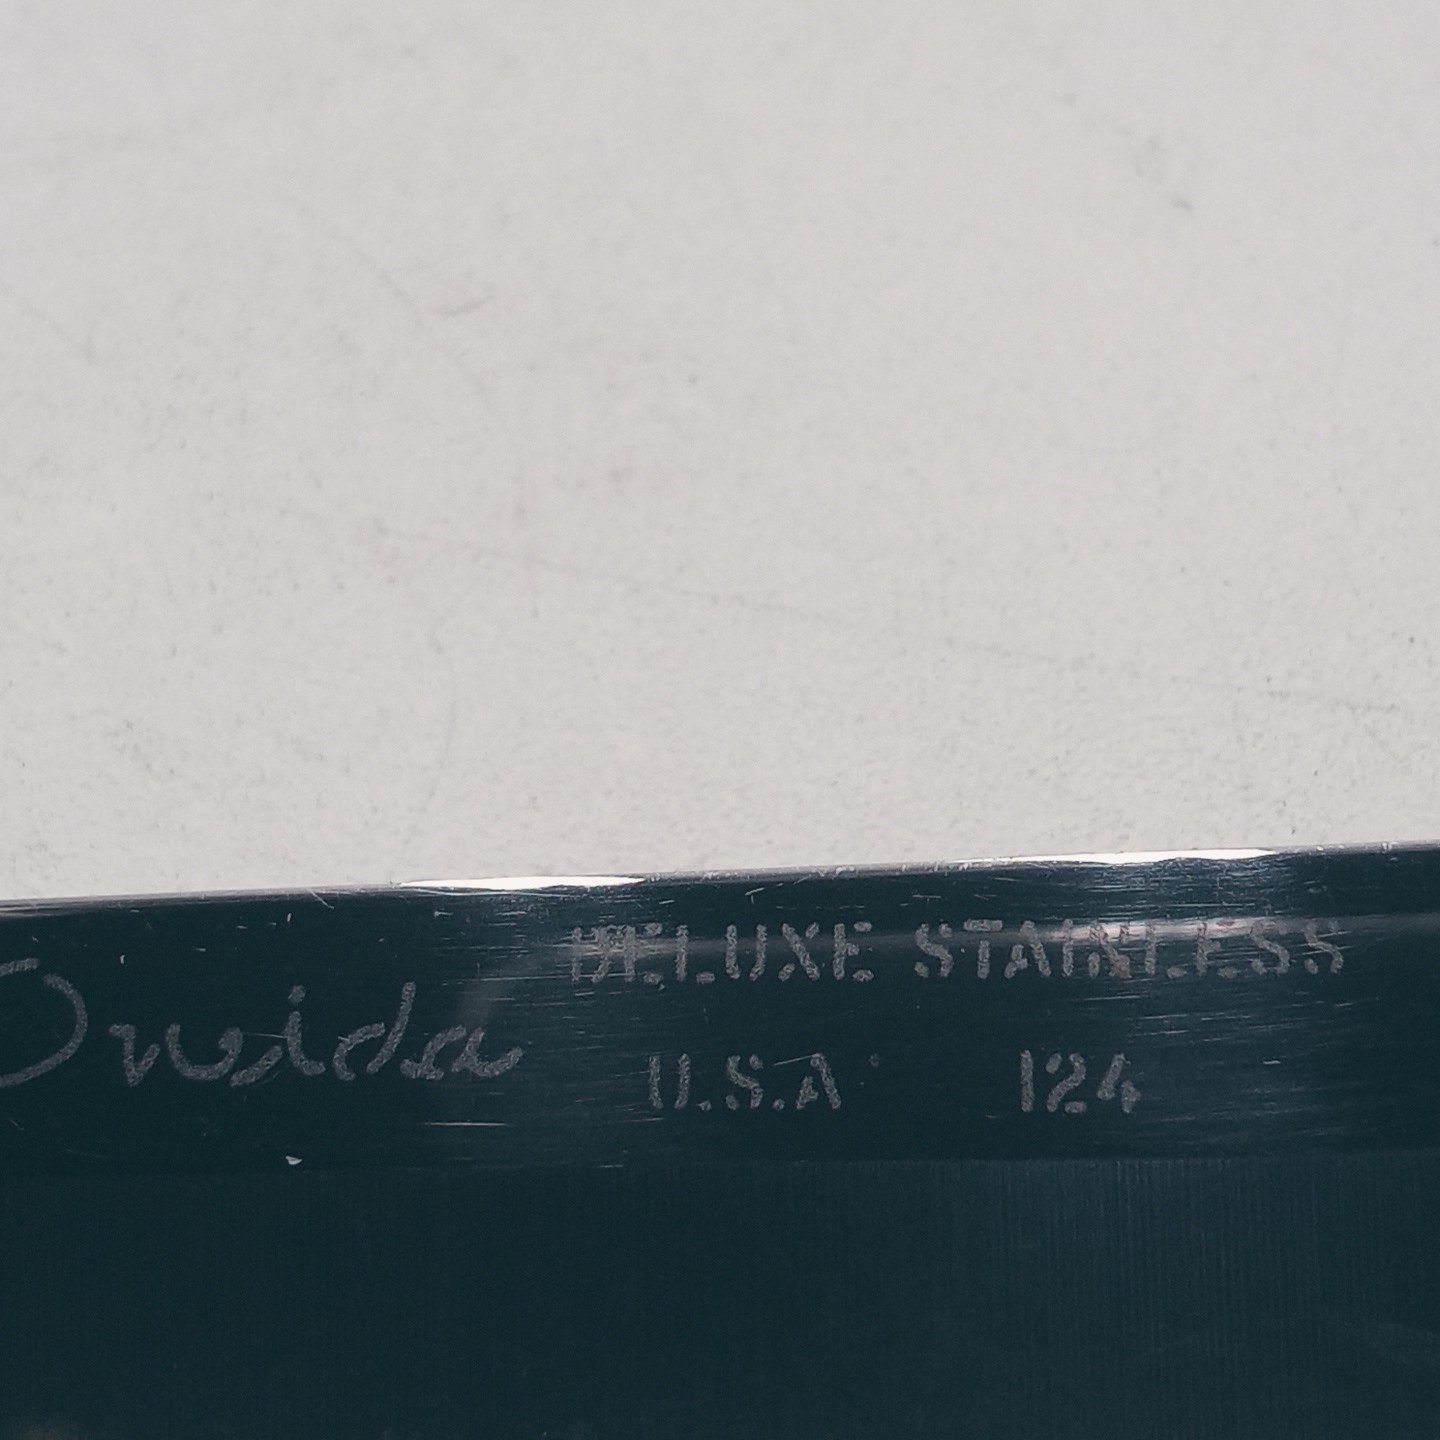 Oneida
DELUXE STAINLESS
U.S.A 124